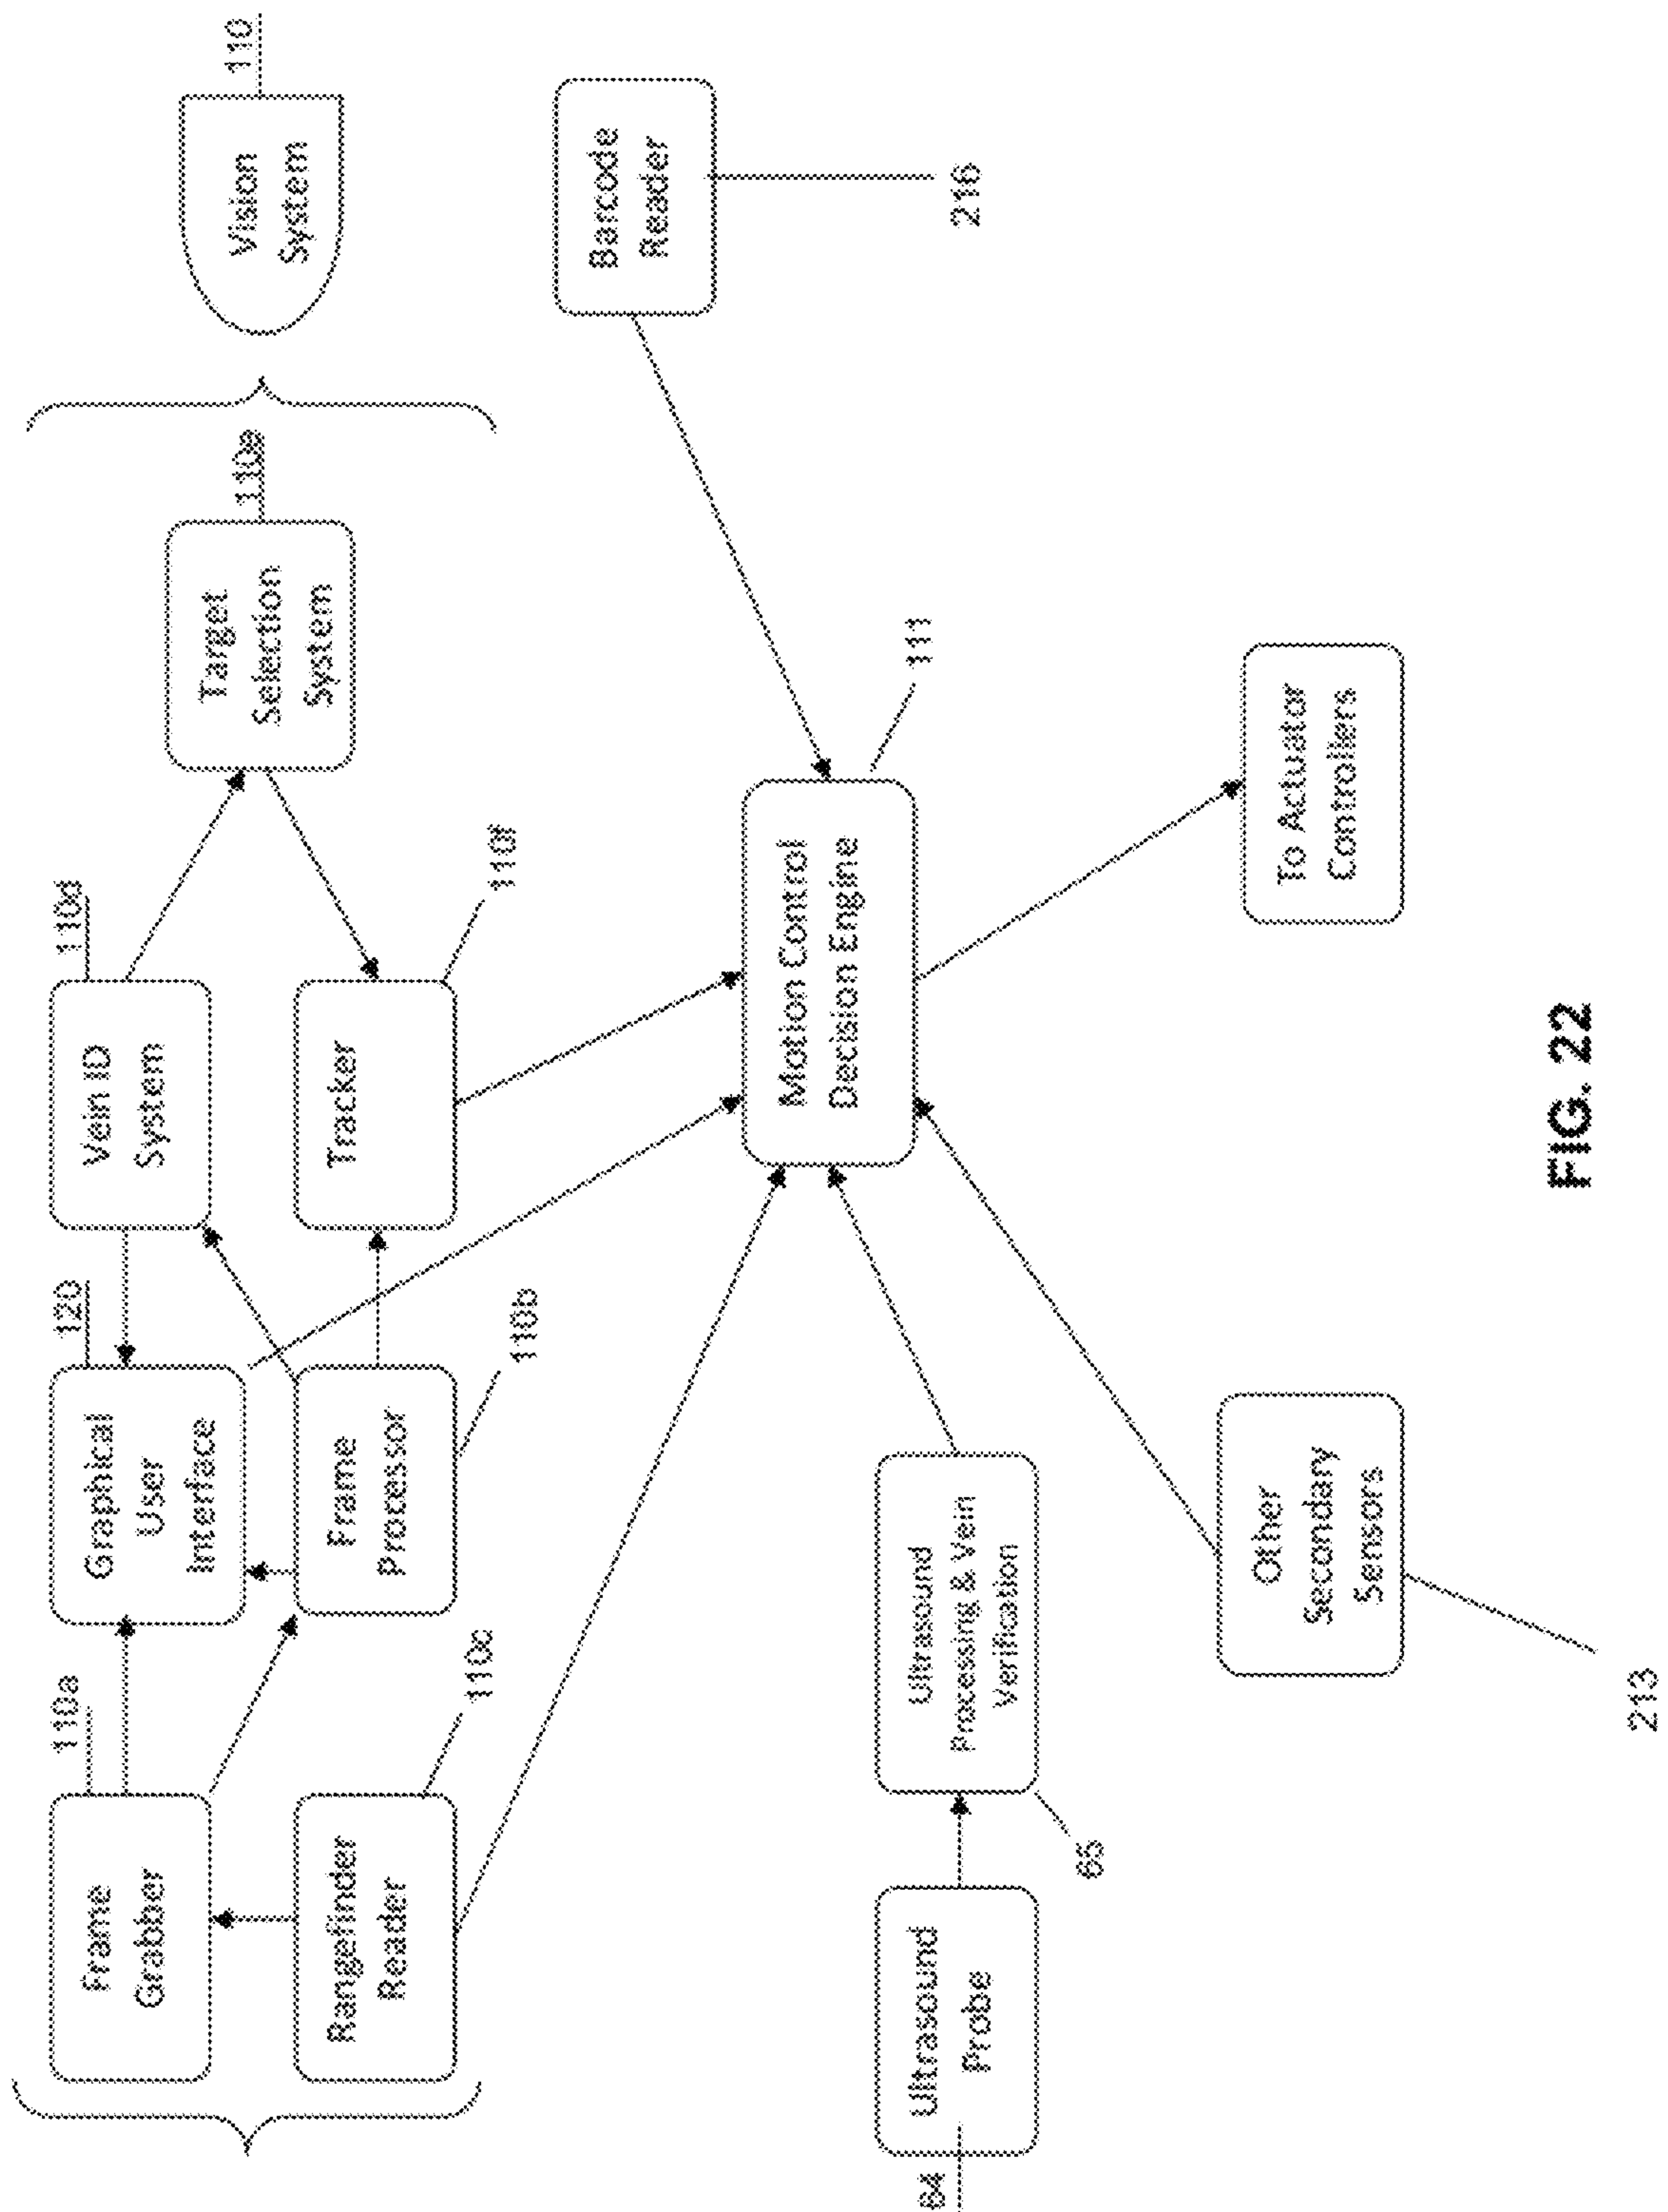 110a
Frame
Grabber
120
Graphical
User
Interface
110d
Vein ID
System
Target
Selection
System
110e
Vision
System
110
Rangefinder
Reader
110c
Frame
Processor
110b
Tracker
110f
Barcode
Reader
216
Motion Control
Decision Engine
111
64
Ultrasound
Probe
Ultrasound
Processing & Vein
Verification
65
Other
Secondary
Sensors
213
To Actuator
Controllers
FIG. 22